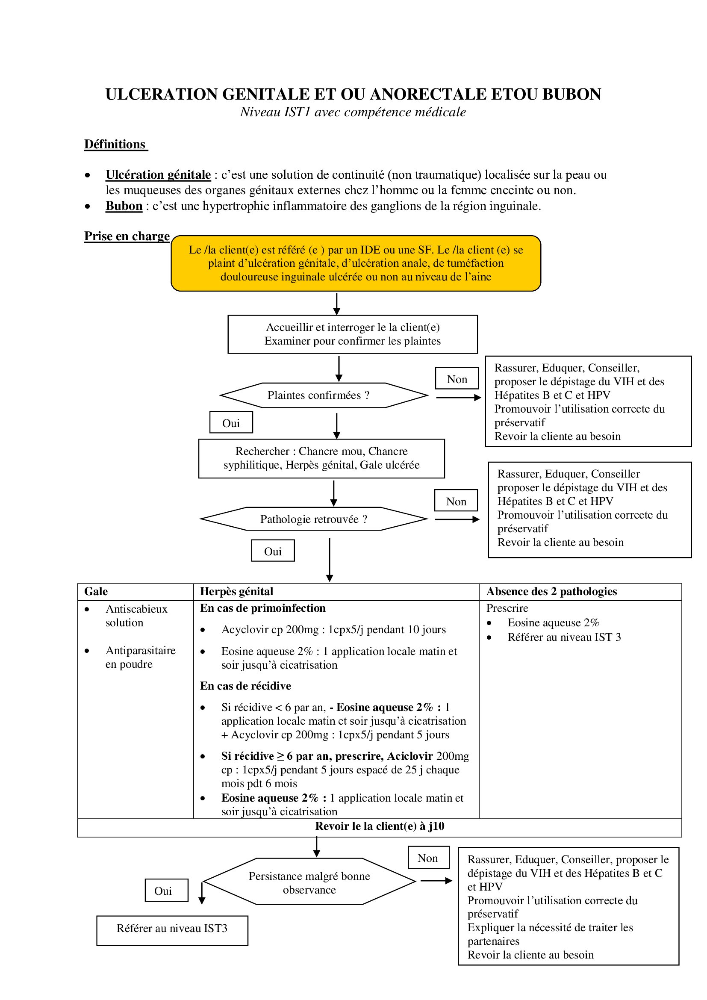 ULCERATION GENITALE ET OU ANORECTALE ETOU BUBON
Niveau IST1 avec compétence médicale
Définitions
• Ulcération génitale : c’est une solution de continuité (non traumatique) localisée sur la peau ou
les muqueuses des organes génitaux externes chez l’homme ou la femme enceinte ou non.
• Bubon : c’est une hypertrophie inflammatoire des ganglions de la région inguinale.
Prise en charge
Le /la client(e) est référé (e ) par un IDE ou une SF. Le /la client (e) se
plaint d’ulcération génitale, d’ulcération anale, de tuméfaction
douloureuse inguinale ulcérée ou non au niveau de l’aine
Accueillir et interroger le la client(e)
Examiner pour confirmer les plaintes
Plaintes confirmées ?
Non
Rassurer, Eduquer, Conseiller,
proposer le dépistage du VIH et des
Hépatites B et C et HPV
Promouvoir l’utilisation correcte du
préservatif
Revoir la cliente au besoin
Oui
Rechercher : Chancre mou, Chancre
syphilitique, Herpès génital, Gale ulcérée
Pathologie retrouvée ?
Non
Rassurer, Eduquer, Conseiller
proposer le dépistage du VIH et des
Hépatites B et C et HPV
Promouvoir l’utilisation correcte du
préservatif
Revoir la cliente au besoin
Oui
Gale
• Antiscabieux
solution
• Antiparasitaire
en poudre
Herpès génital
En cas de primoinfection
• Acyclovir cp 200mg : 1cpx5/j pendant 10 jours
• Eosine aqueuse 2% : 1 application locale matin et
soir jusqu’à cicatrisation
En cas de récidive
• Si récidive < 6 par an, - Eosine aqueuse 2% : 1
application locale matin et soir jusqu’à cicatrisation
+ Acyclovir cp 200mg : 1cpx5/j pendant 5 jours
• Si récidive ≥ 6 par an, prescrire, Aciclovir 200mg
cp : 1cpx5/j pendant 5 jours espacé de 25 j chaque
mois pdt 6 mois
• Eosine aqueuse 2% : 1 application locale matin et
soir jusqu’à cicatrisation
Absence des 2 pathologies
Prescrire
• Eosine aqueuse 2%
• Référer au niveau IST 3
Revoir le la client(e) à j10
Persistance malgré bonne
observance
Non
Rassurer, Eduquer, Conseiller, proposer le
dépistage du VIH et des Hépatites B et C
et HPV
Promouvoir l’utilisation correcte du
préservatif
Expliquer la nécessité de traiter les
partenaires
Revoir la cliente au besoin
Oui
Référer au niveau IST3